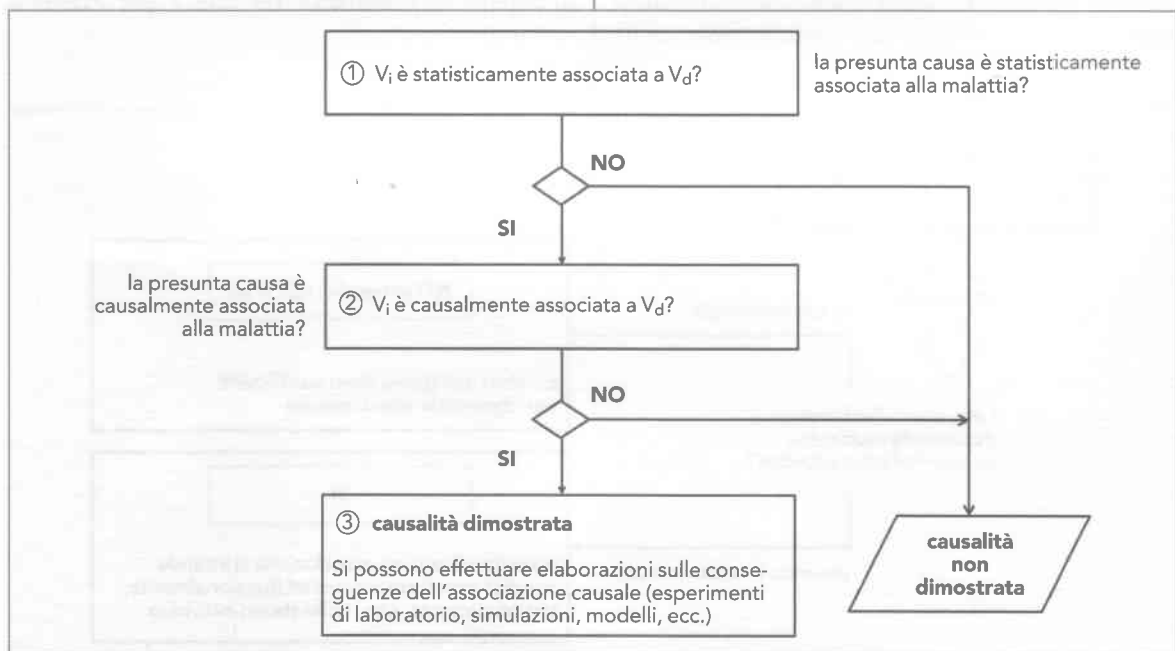 ① Vi è statisticamente associata a Vd?
la presunta causa è statisticamente
associata alla malattia?
NO
SI
la presunta causa è
causalmente associata
alla malattia?
② Vi è causalmente associata a Vd?
NO
SI
③ causalità dimostrata
Si possono effettuare elaborazioni sulle conse-
guenze dell'associazione causale (esperimenti
di laboratorio, simulazioni, modelli, ecc.)
causalità
non
dimostrata